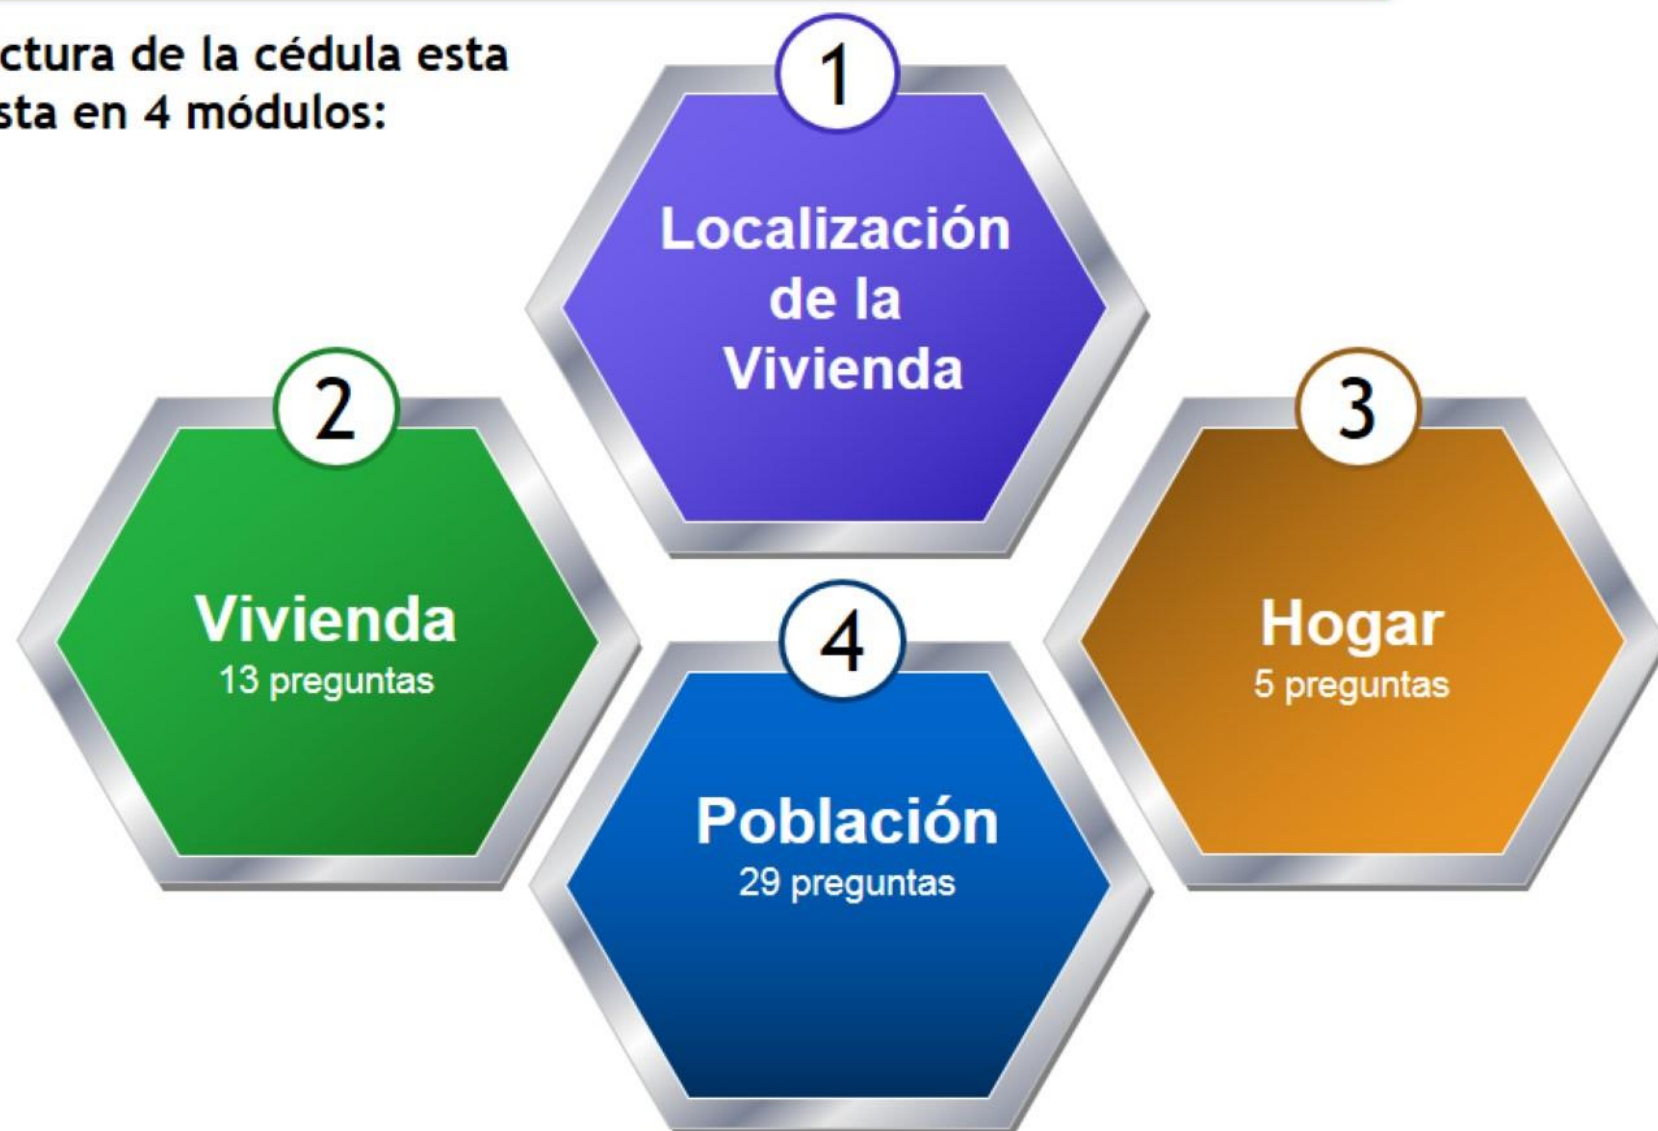 ctura de la cédula esta
sta en 4 módulos:
1
Localización
de la
Vivienda
2
Vivienda
13 preguntas
3
Hogar
5 preguntas
4
Población
29 preguntas